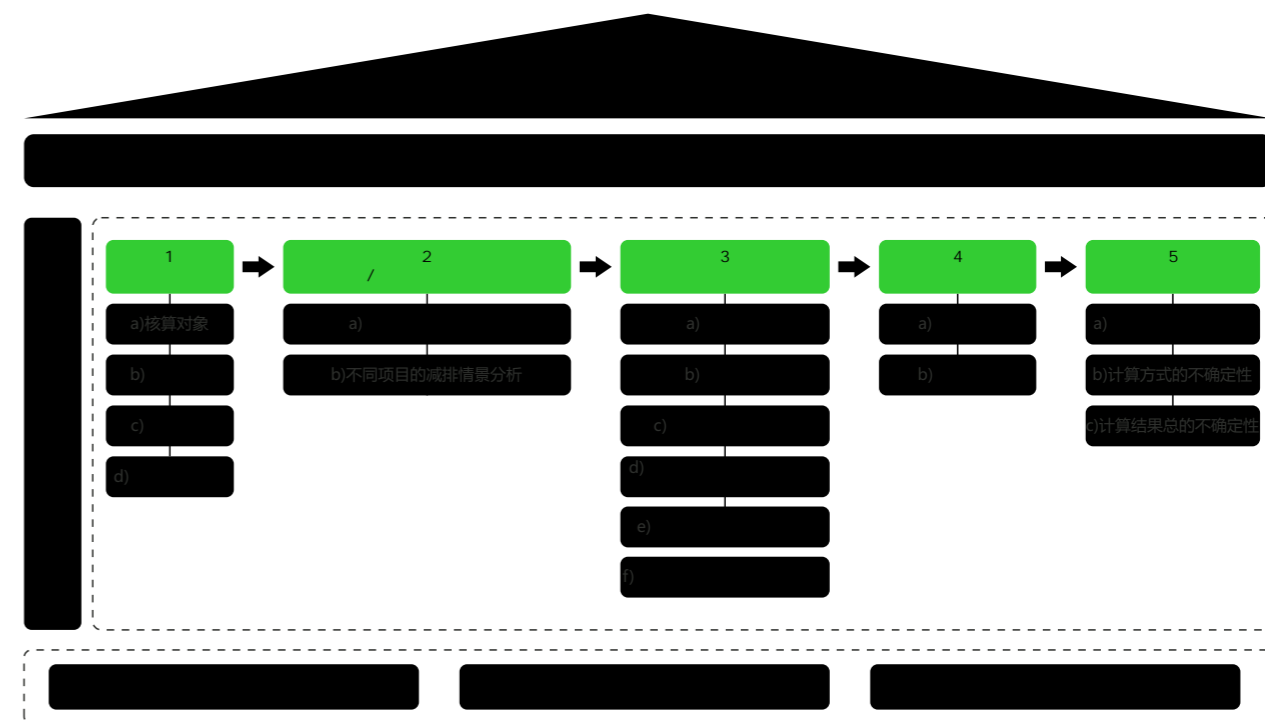 1
2
/
3
4
5
a)核算对象
b)
c)
d)
a)
b)不同项目的减排情景分析
a)
b)
c)
d)
e)
f)
a)
b)
a)
b)计算方式的不确定性
c)计算结果总的不确定性